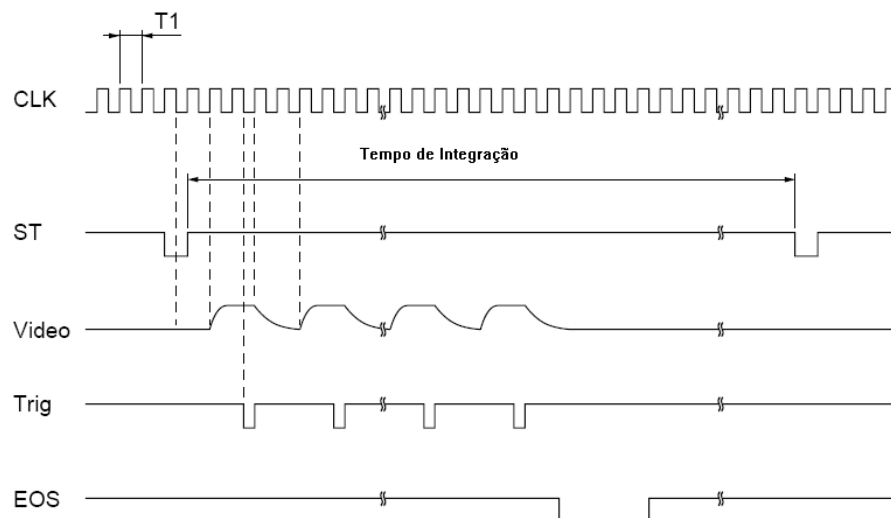 T1
CLK
Tempo de Integração
ST
Video
Trig
EOS